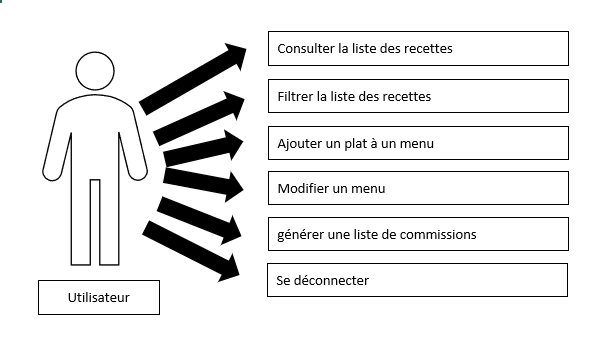 Consulter la liste des recettes
Filtrer la liste des recettes
Ajouter un plat à un menu
Modifier un menu
générer une liste de commissions
Se déconnecter
Utilisateur